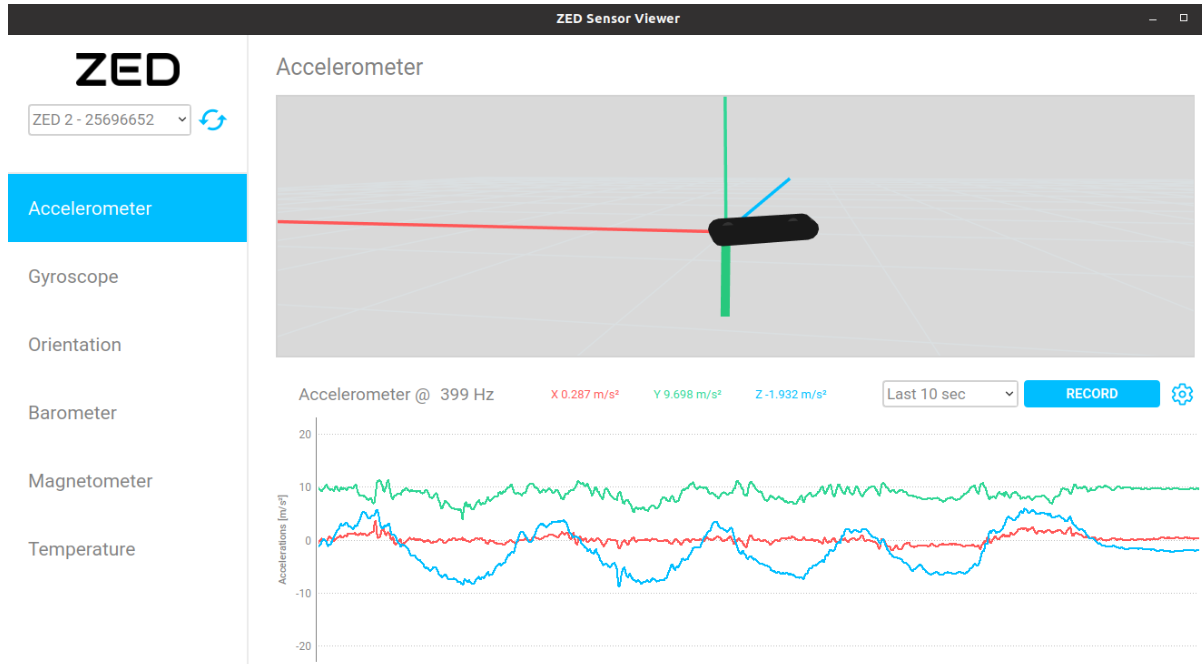 ZED Sensor Viewer
ZED
ZED 2 - 25696652
Accelerometer
Gyroscope
Orientation
Barometer
Magnetometer
Temperature
Accelerometer
Accelerometer @ 399 Hz
X 0.287 m/s²
Y 9.698 m/s²
Z -1.932 m/s²
Last 10 sec
RECORD
Accelerations [m/s²]
20
10
0
-10
-20